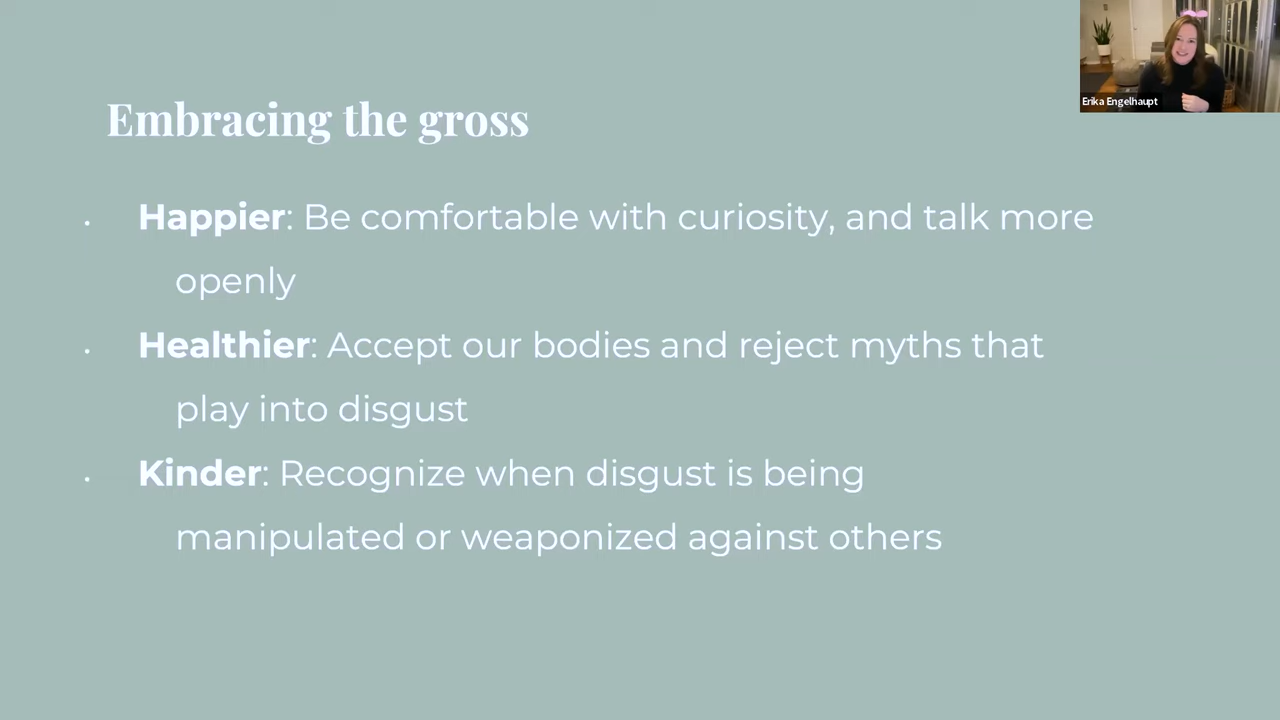 Embracing the gross
Erika Engelhaupt
• Happier: Be comfortable with curiosity, and talk more
openly
• Healthier: Accept our bodies and reject myths that
play into disgust
• Kinder: Recognize when disgust is being
manipulated or weaponized against others